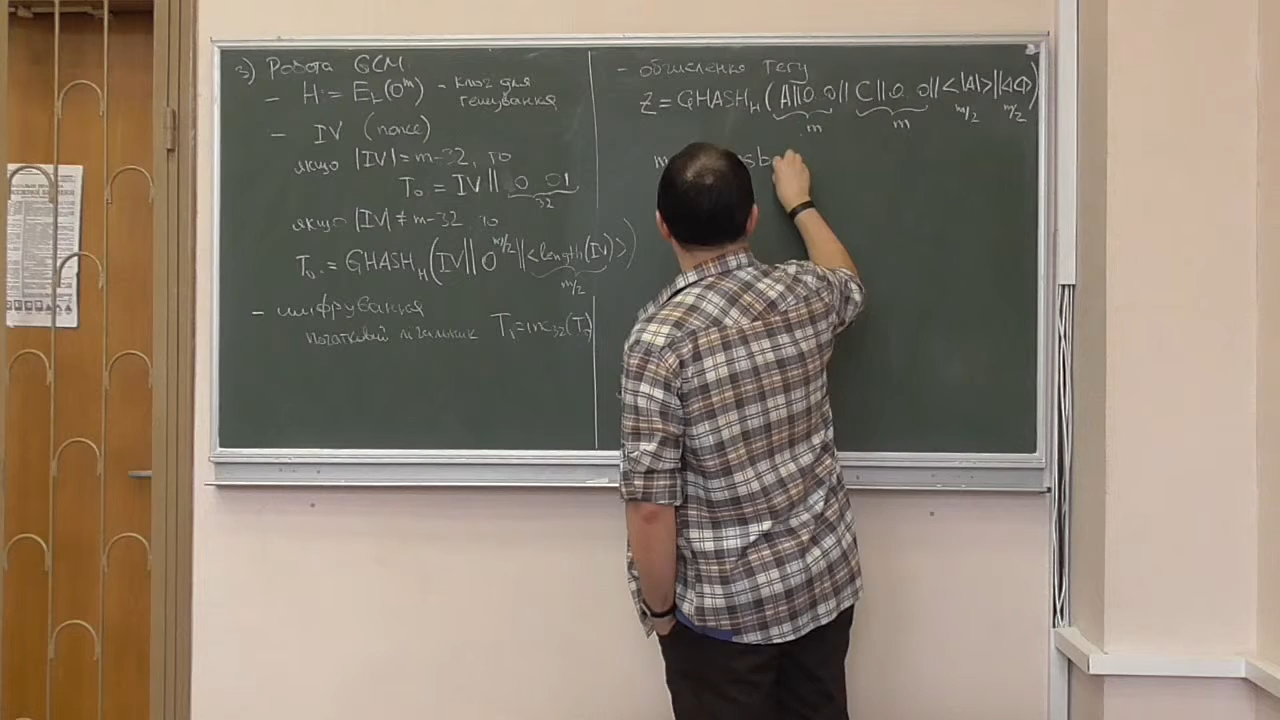 3) Робота GCM
- H = E_k(0^m) - ключ для гешування
- IV (nonce)
якщо |IV| = m-32, то
T₀ = IV || 0..01
32
якщо |IV| ≠ m-32, то
T₀ = GHASH_H(IV || 0^{m/2} || <length(IV)>)
m/2
- шифрування
початковий лічильник T₁ = inc₃₂(T₀)
- обчислення тегу
Z = GHASH_H(A||0..0 || C||0..0 || <|A|> || <|C|>)
m m m/2 m/2